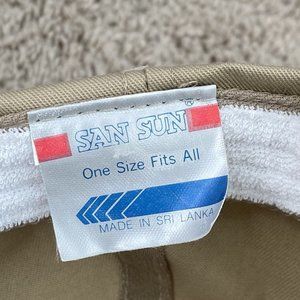 SAN SUN®
One Size Fits All
MADE IN SRI LANKA